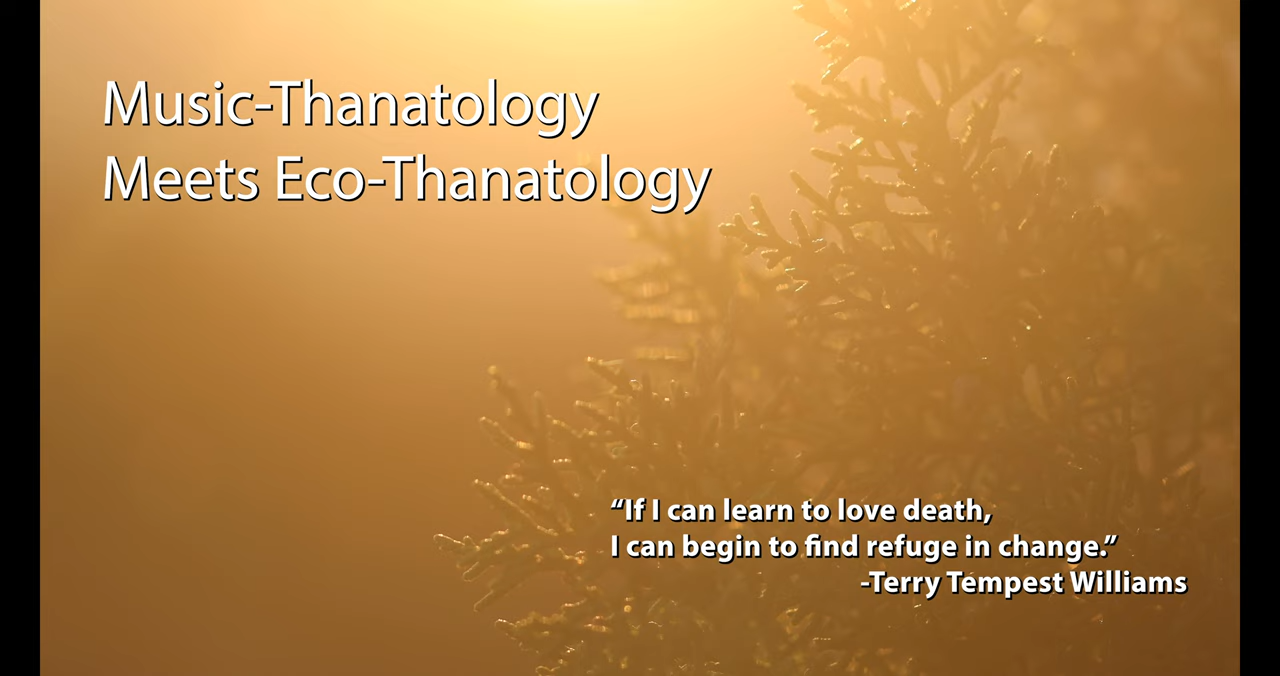 Music-Thanatology
Meets Eco-Thanatology
“If I can learn to love death,
I can begin to find refuge in change.”
-Terry Tempest Williams